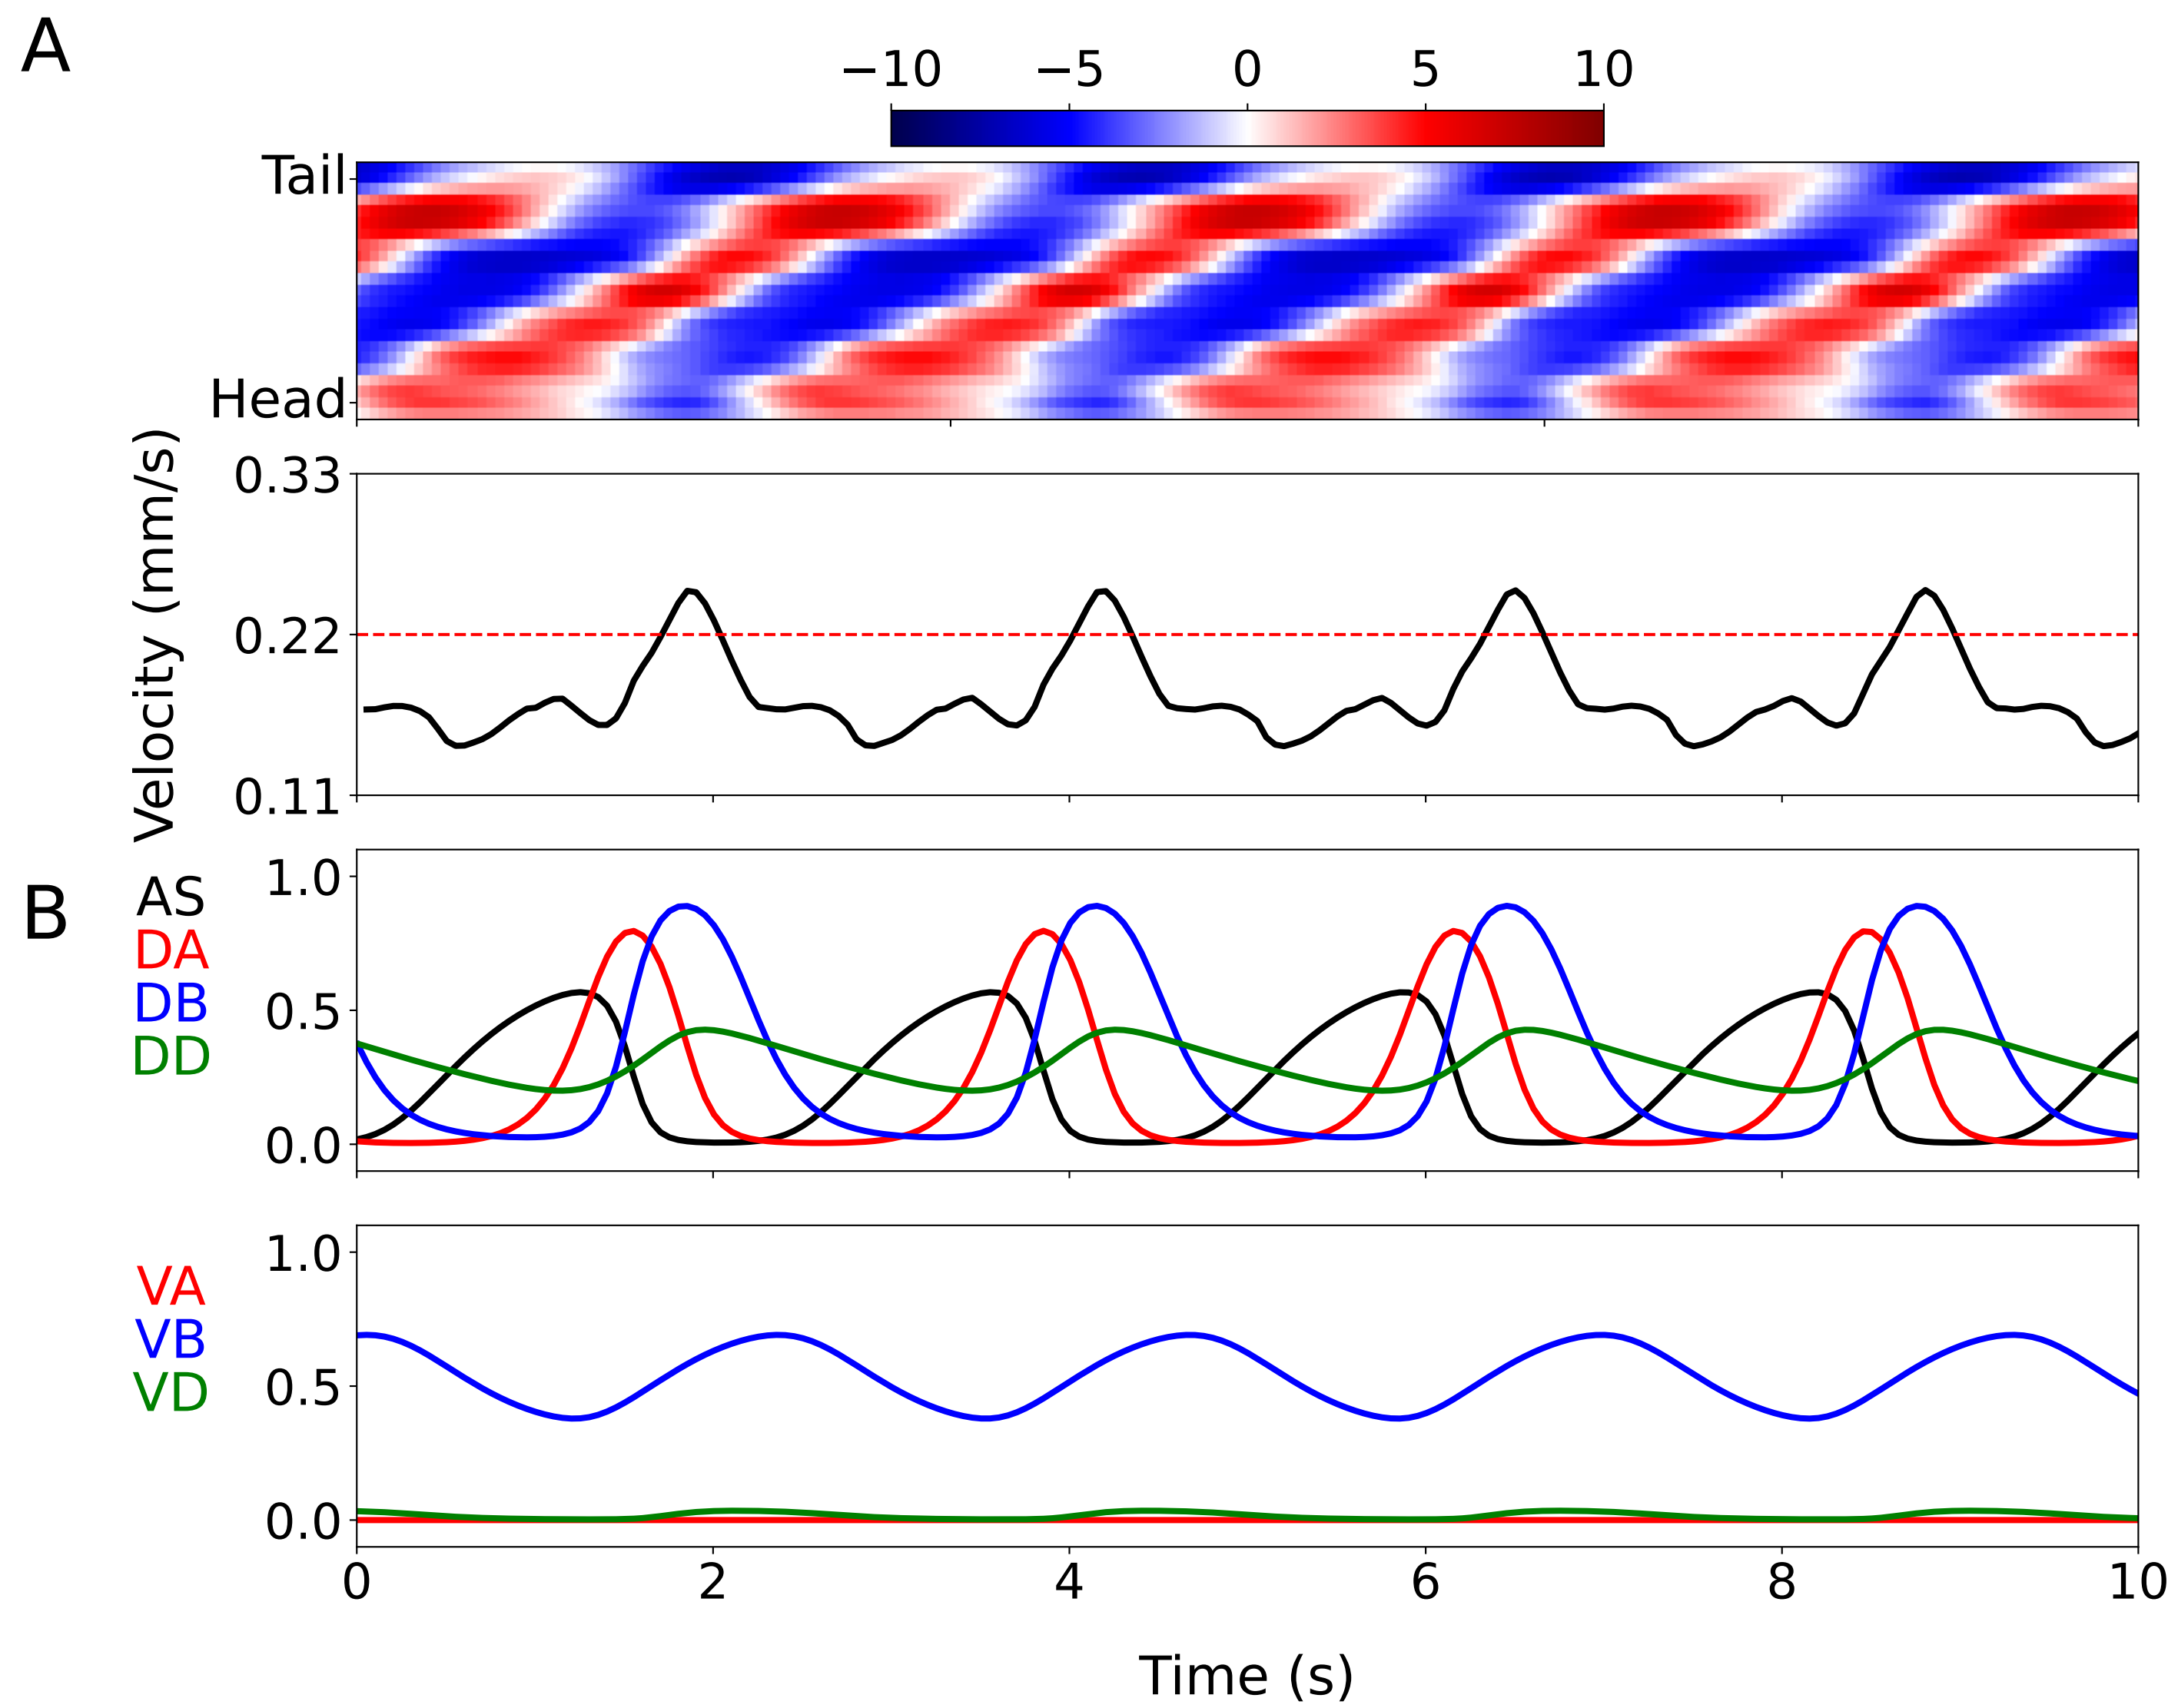 A
−10 −5 0 5 10
Tail
Head
Velocity (mm/s)
0.33
0.22
0.11
B
AS
DA
DB
DD
1.0
0.5
0.0
VA
VB
VD
1.0
0.5
0.0
0 2 4 6 8 10
Time (s)